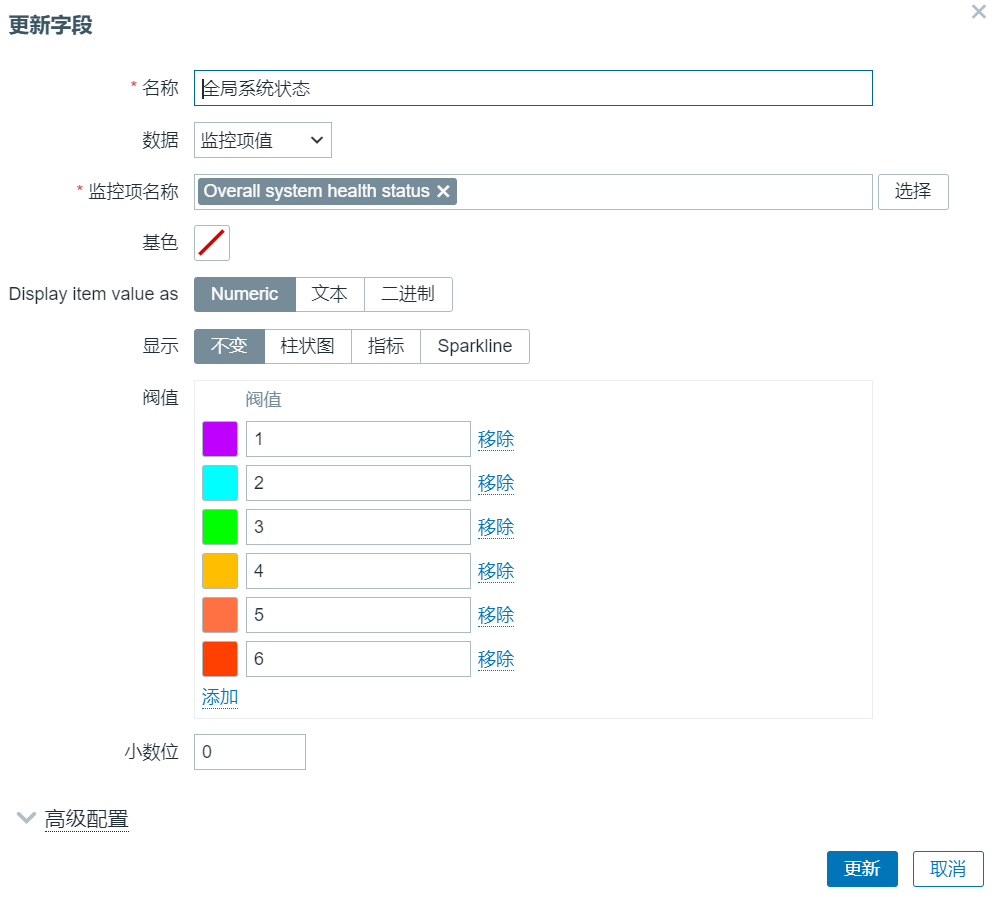 更新字段
* 名称 全局系统状态
数据 监控项值
* 监控项名称 Overall system health status 选择
基色
Display item value as Numeric 文本 二进制
显示 不变 柱状图 指标 Sparkline
阀值 阀值
1 移除
2 移除
3 移除
4 移除
5 移除
6 移除
添加
小数位 0
高级配置
更新 取消